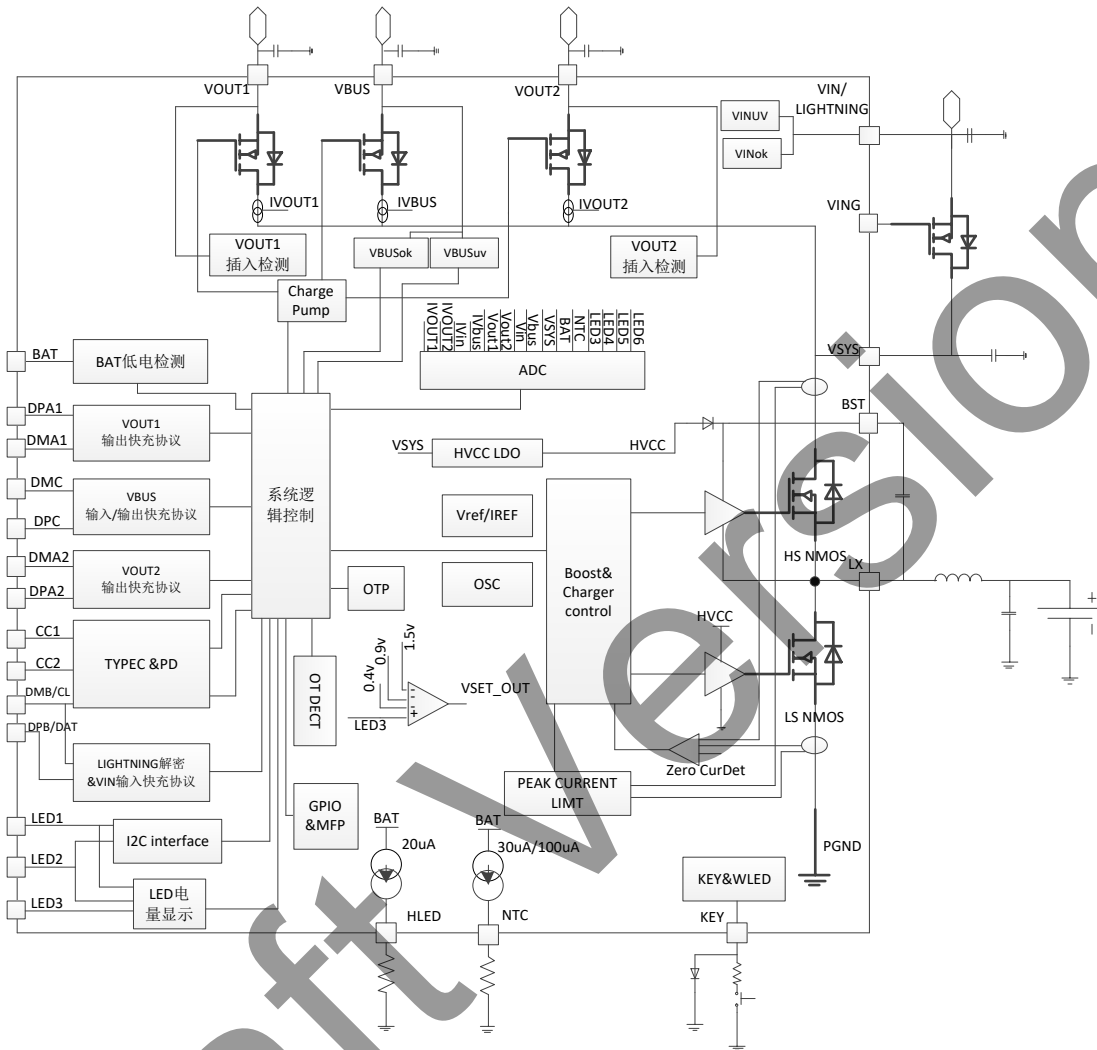 VOUT1
VBUS
VOUT2
VIN/
LIGHTNING
VINUV
VINok
VING
IVOUT1
IVBUS
IVOUT2
VOUT1
插入检测
VBUSok
VBUSuv
VOUT2
插入检测
Charge
Pump
IVOUT1
IVOUT2
IVin
IVbus
Vout1
Vout2
Vin
Vbus
VSYS
BAT
NTC
LED3
LED4
LED5
LED6
ADC
VSYS
BST
BAT
BAT低电检测
DPA1
DMA1
VOUT1
输出快充协议
DMC
DPC
VBUS
输入/输出快充协议
DMA2
DPA2
VOUT2
输出快充协议
CC1
CC2
TYPEC &PD
DMB/CL
DPB/DAT
LIGHTNING解密
&VIN输入快充协议
LED1
LED2
LED3
I2C interface
LED电
量显示
系统逻
辑控制
VSYS
HVCC LDO
HVCC
Vref/IREF
OSC
OTP
OT DECT
0.4v
0.9v
1.5v
LED3
VSET_OUT
GPIO
&MFP
Boost&
Charger
control
HS NMOS
LX
HVCC
LS NMOS
Zero CurDet
PEAK CURRENT
LIMT
PGND
BAT
20uA
BAT
30uA/100uA
HLED
NTC
KEY&WLED
KEY
+
ft Version